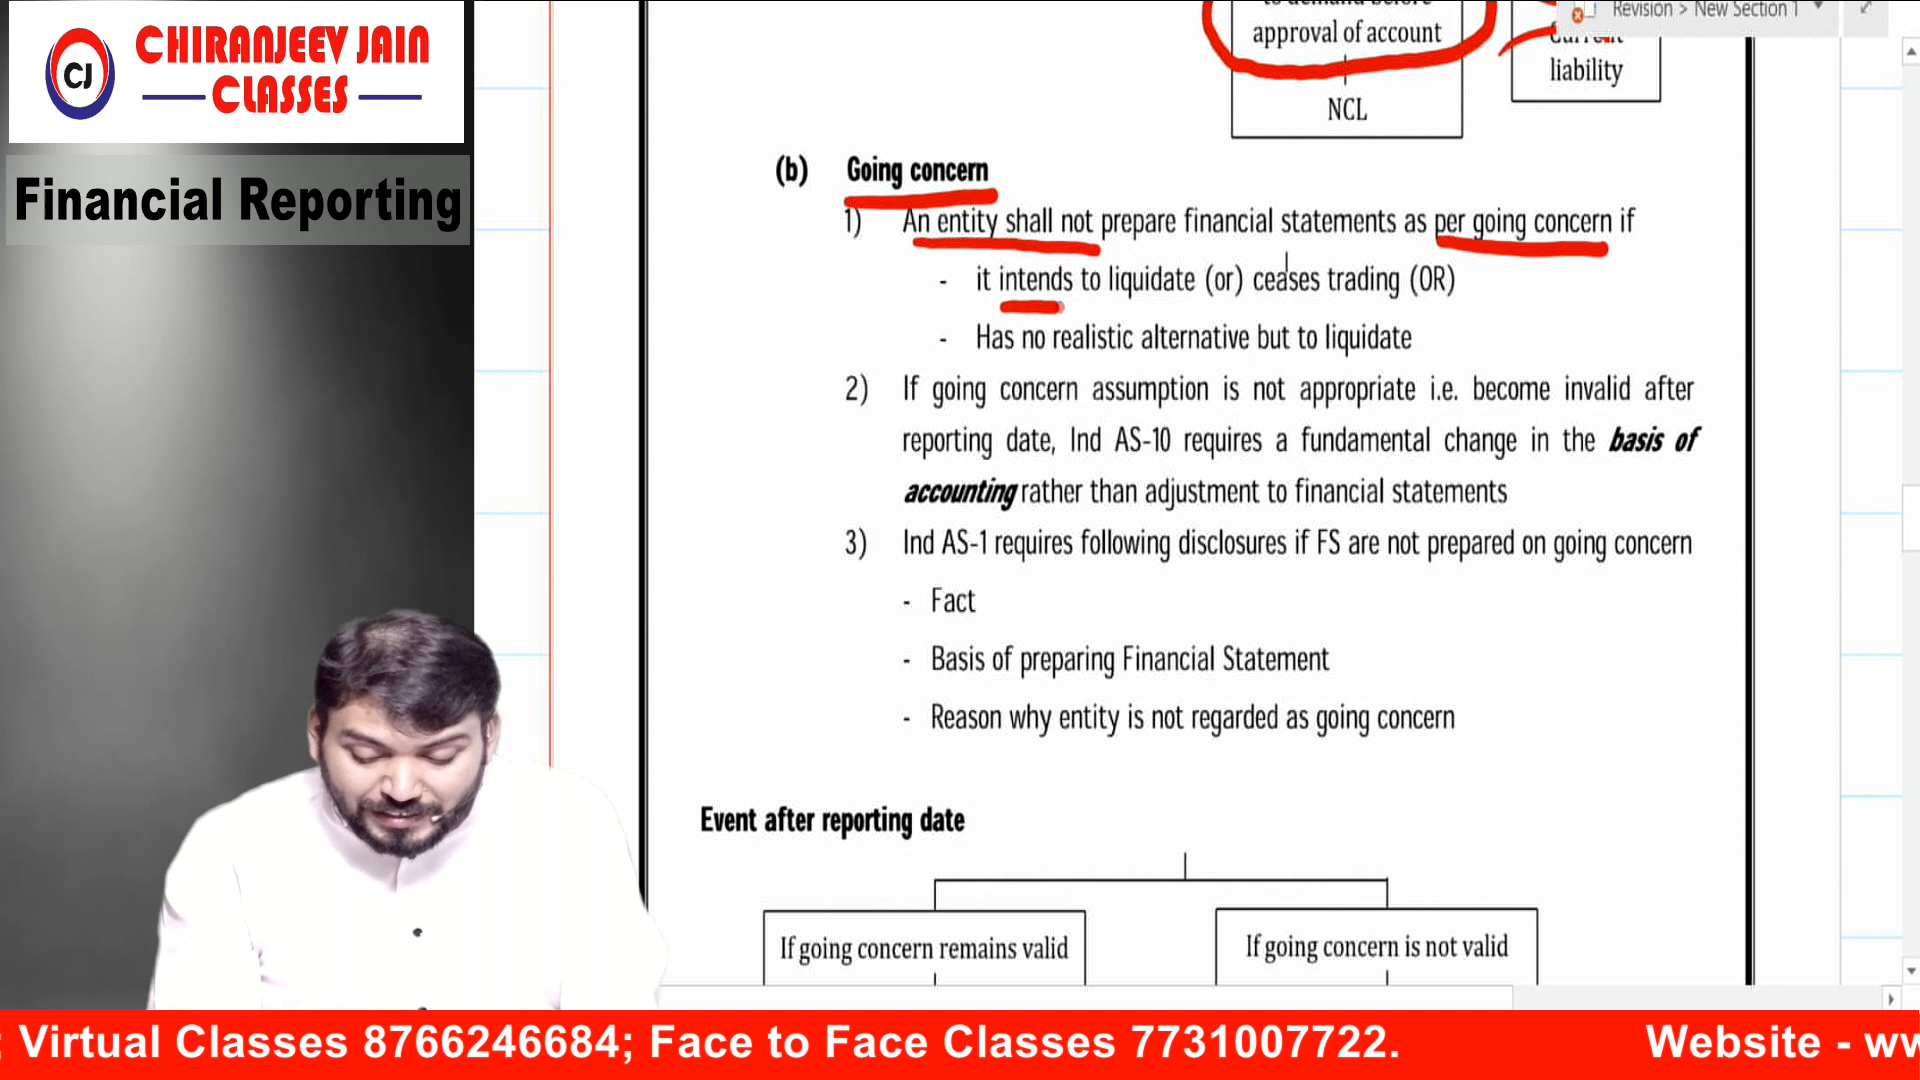 CHIRANJEEV JAIN
CLASSES
CJ
Financial Reporting
Revision > New Section 1
approval of account
NCL
liability
(b) Going concern
1) An entity shall not prepare financial statements as per going concern if
- it intends to liquidate (or) ceases trading (OR)
- Has no realistic alternative but to liquidate
2) If going concern assumption is not appropriate i.e. become invalid after
reporting date, Ind AS-10 requires a fundamental change in the basis of
accounting rather than adjustment to financial statements
3) Ind AS-1 requires following disclosures if FS are not prepared on going concern
- Fact
- Basis of preparing Financial Statement
- Reason why entity is not regarded as going concern
Event after reporting date
If going concern remains valid
If going concern is not valid
; Virtual Classes 8766246684; Face to Face Classes 7731007722.
Website - ww